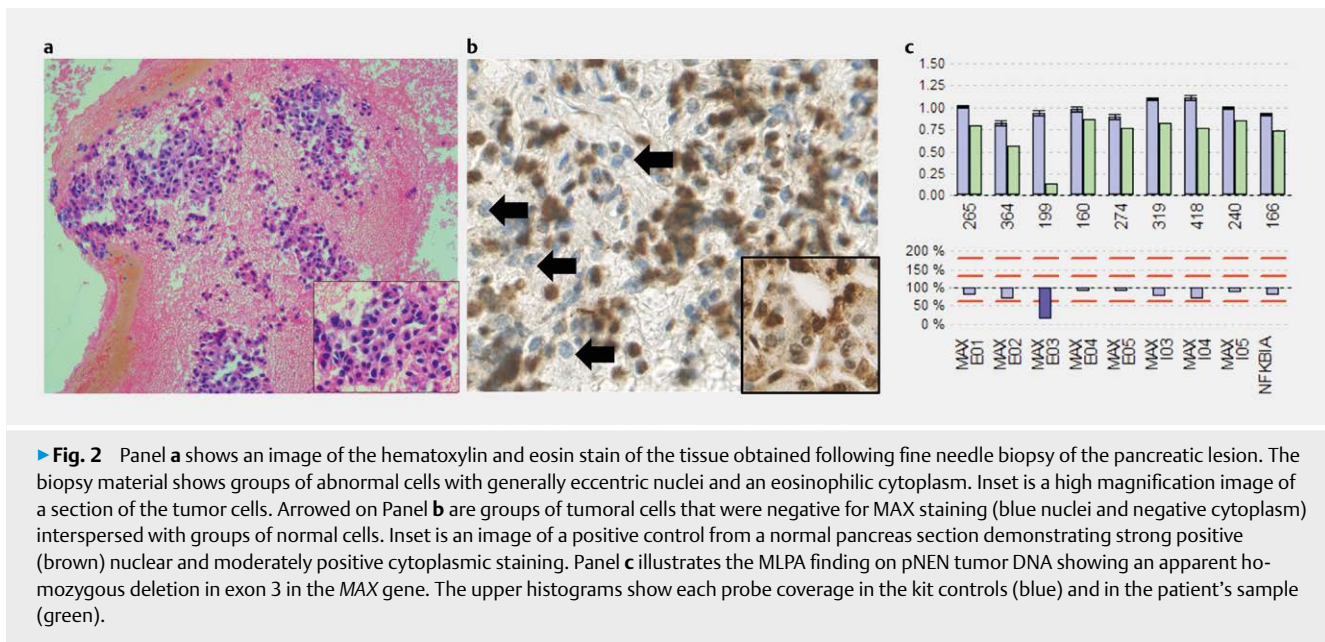 a
b
c
1.50
1.25
1.00
0.75
0.50
0.25
0.00
265
364
199
160
274
319
418
240
166
200 %
150 %
100 %
50 %
0 %
MAX E01
MAX E02
MAX E03
MAX E04
MAX E05
MAX I03
MAX I04
MAX I05
NFKBIA
►Fig. 2 Panel a shows an image of the hematoxylin and eosin stain of the tissue obtained following fine needle biopsy of the pancreatic lesion. The
biopsy material shows groups of abnormal cells with generally eccentric nuclei and an eosinophilic cytoplasm. Inset is a high magnification image of
a section of the tumor cells. Arrowed on Panel b are groups of tumoral cells that were negative for MAX staining (blue nuclei and negative cytoplasm)
interspersed with groups of normal cells. Inset is an image of a positive control from a normal pancreas section demonstrating strong positive
(brown) nuclear and moderately positive cytoplasmic staining. Panel c illustrates the MLPA finding on pNEN tumor DNA showing an apparent ho-
mozygous deletion in exon 3 in the MAX gene. The upper histograms show each probe coverage in the kit controls (blue) and in the patient's sample
(green).